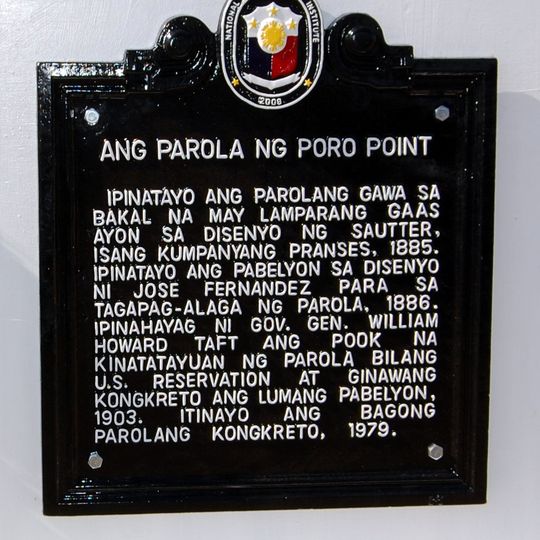 NATIONAL INSTITUTE
2009
ANG PAROLA NG PORO POINT
IPINATAYO ANG PAROLANG GAWA SA
BAKAL NA MAY LAMPARANG GAAS
AYON SA DISENYO NG SAUTTER,
ISANG KUMPANYANG PRANSES, 1885.
IPINATAYO ANG PABELYON SA DISENYO
NI JOSE FERNANDEZ PARA SA
TAGAPAG-ALAGA NG PAROLA, 1886.
IPINAHAYAG NI GOV. GEN. WILLIAM
HOWARD TAFT ANG POOK NA
KINATATAYUAN NG PAROLA BILANG
U.S. RESERVATION AT GINAWANG
KONGKRETO ANG LUMANG PABELYON,
1903. ITINAYO ANG BAGONG
PAROLANG KONGKRETO, 1979.